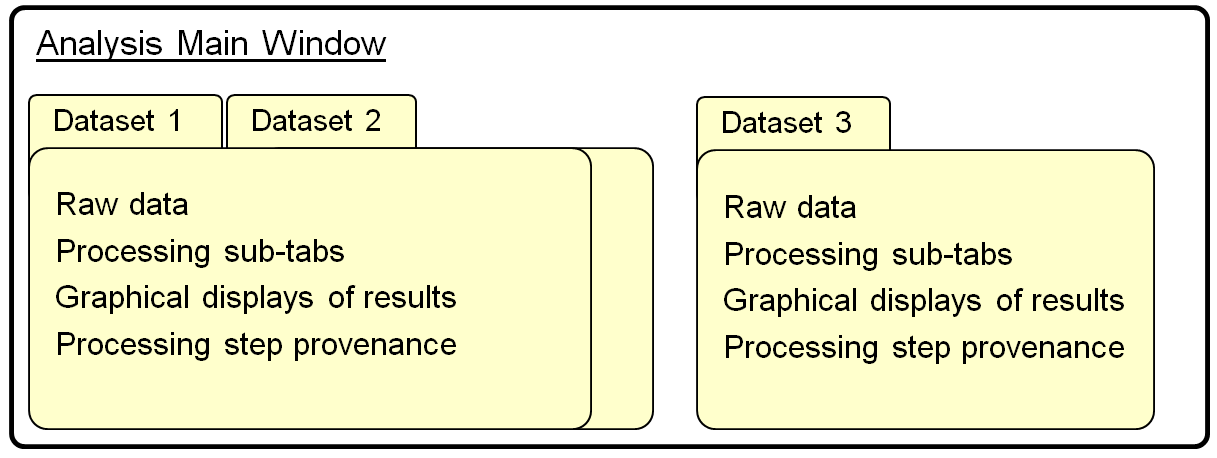 Analysis Main Window
Dataset 1
Dataset 2
Raw data
Processing sub-tabs
Graphical displays of results
Processing step provenance
Dataset 3
Raw data
Processing sub-tabs
Graphical displays of results
Processing step provenance